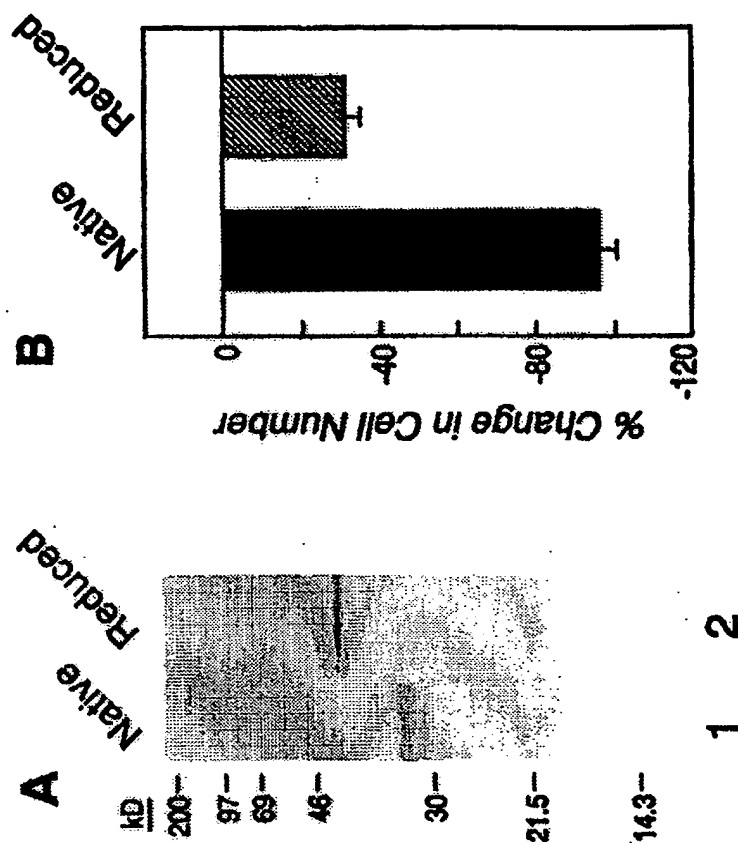 A
Native
Reduced
kD
200
97
69
46
30
21.5
14.3
1 2
B
Native
Reduced
% Change in Cell Number
0
-40
-80
-120